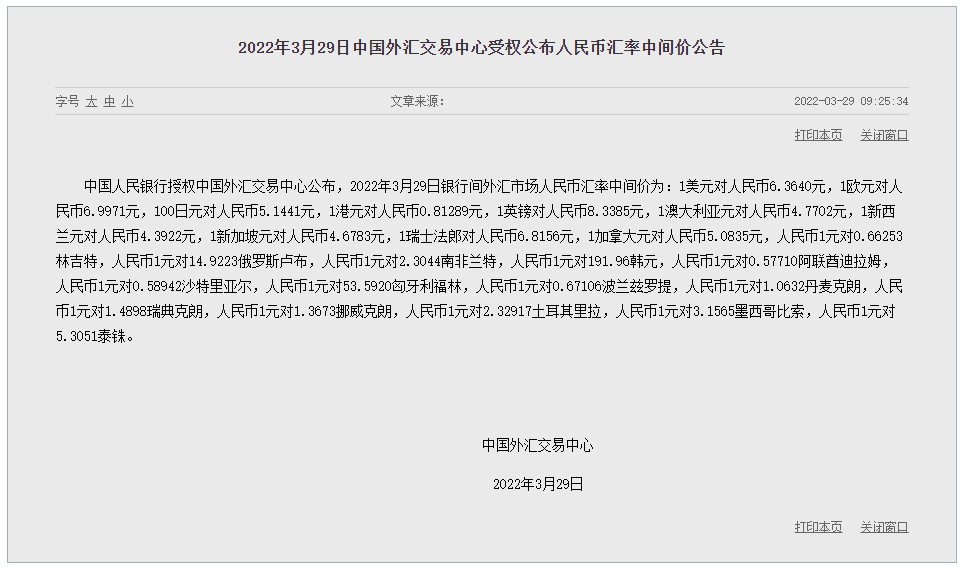 2022年3月29日中国外汇交易中心受权公布人民币汇率中间价公告
字号 大 中 小 文章来源： 2022-03-29 09:25:34
打印本页 关闭窗口
中国人民银行授权中国外汇交易中心公布，2022年3月29日银行间外汇市场人民币汇率中间价为：1美元对人民币6.3640元，1欧元对人
民币6.9971元，100日元对人民币5.1441元，1港元对人民币0.81289元，1英镑对人民币8.3385元，1澳大利亚元对人民币4.7702元，1新西
兰元对人民币4.3922元，1新加坡元对人民币4.6783元，1瑞士法郎对人民币6.8156元，1加拿大元对人民币5.0835元，人民币1元对0.66253
林吉特，人民币1元对14.9223俄罗斯卢布，人民币1元对2.3044南非兰特，人民币1元对191.96韩元，人民币1元对0.57710阿联酋迪拉姆，
人民币1元对0.58942沙特里亚尔，人民币1元对53.5920匈牙利福林，人民币1元对0.67106波兰兹罗提，人民币1元对1.0632丹麦克朗，人民
币1元对1.4898瑞典克朗，人民币1元对1.3673挪威克朗，人民币1元对2.32917土耳其里拉，人民币1元对3.1565墨西哥比索，人民币1元对
5.3051泰铢。
中国外汇交易中心
2022年3月29日
打印本页 关闭窗口